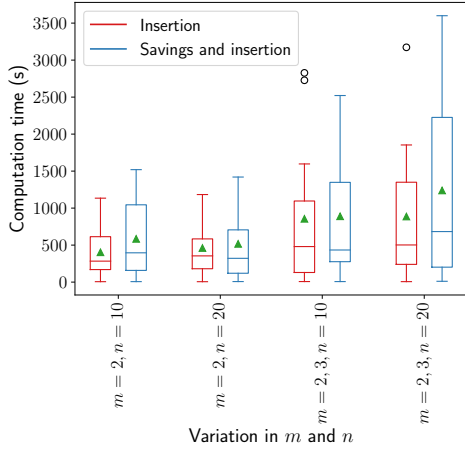 Insertion
Savings and insertion
Computation time (s)
3500
3000
2500
2000
1500
1000
500
0
m = 2, n = 10
m = 2, n = 20
m = 2, 3, n = 10
m = 2, 3, n = 20
Variation in m and n